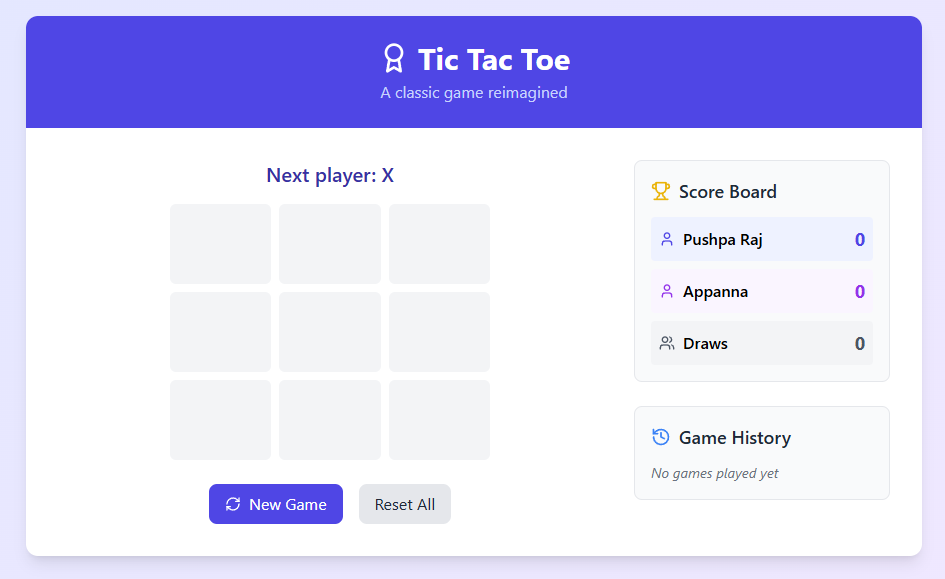 Tic Tac Toe
A classic game reimagined
Next player: X
New Game
Reset All
Score Board
Pushpa Raj 0
Appanna 0
Draws 0
Game History
No games played yet